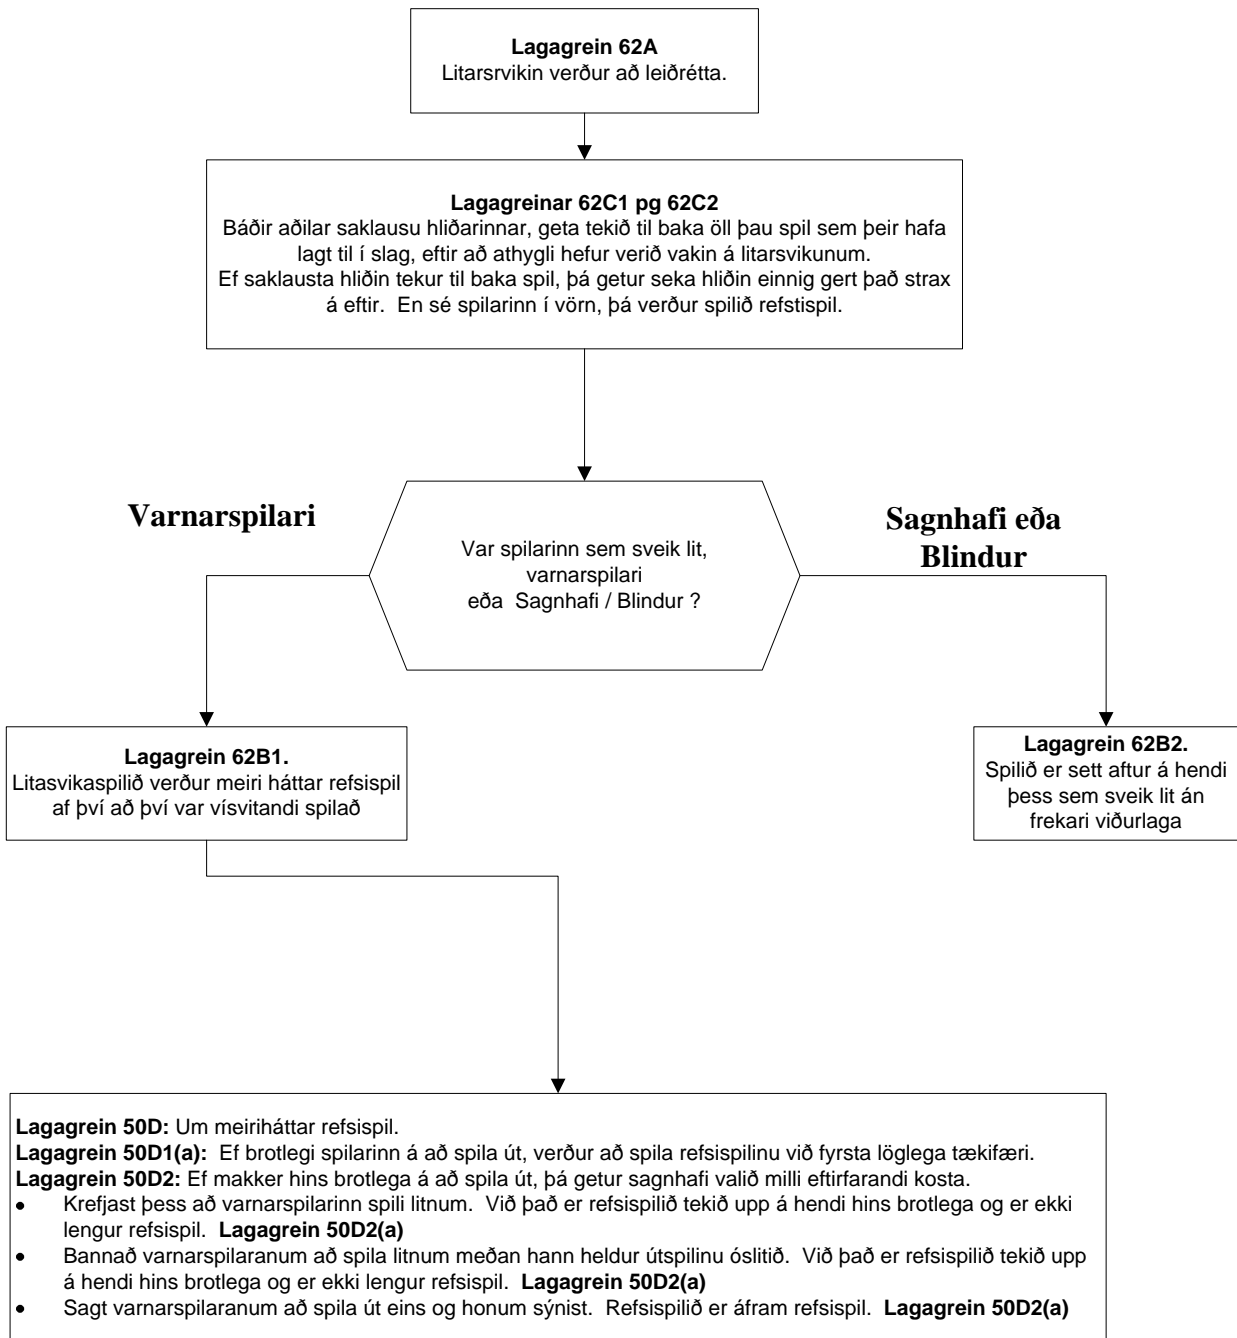 Lagagrein 62A
Litarsrvikin verður að leiðrétta.
Lagagreinar 62C1 pg 62C2
Báðir aðilar saklausu hliðarinnar, geta tekið til baka öll þau spil sem þeir hafa
lagt til í slag, eftir að athygli hefur verið vakin á litarsvikunum.
Ef saklausta hliðin tekur til baka spil, þá getur seka hliðin einnig gert það strax
á eftir. En sé spilarinn í vörn, þá verður spilið refstispil.
Varnarspilari
Sagnhafi eða
Blindur
Var spilarinn sem sveik lit,
varnarspilari
eða Sagnhafi / Blindur ?
Lagagrein 62B1.
Litasvikaspilið verður meiri háttar refsispil
af því að því var vísvitandi spilað
Lagagrein 62B2.
Spilið er sett aftur á hendi
þess sem sveik lit án
frekari viðurlaga
Lagagrein 50D: Um meiriháttar refsispil.
Lagagrein 50D1(a): Ef brotlegi spilarinn á að spila út, verður að spila refsispilinu við fyrsta löglega tækifæri.
Lagagrein 50D2: Ef makker hins brotlega á að spila út, þá getur sagnhafi valið milli eftirfarandi kosta.
• Krefjast þess að varnarspilarinn spili litnum. Við það er refsispilið tekið upp á hendi hins brotlega og er ekki
lengur refsispil. Lagagrein 50D2(a)
• Bannað varnarspilaranum að spila litnum meðan hann heldur útspilinu óslitið. Við það er refsispilið tekið upp
á hendi hins brotlega og er ekki lengur refsispil. Lagagrein 50D2(a)
• Sagt varnarspilaranum að spila út eins og honum sýnist. Refsispilið er áfram refsispil. Lagagrein 50D2(a)